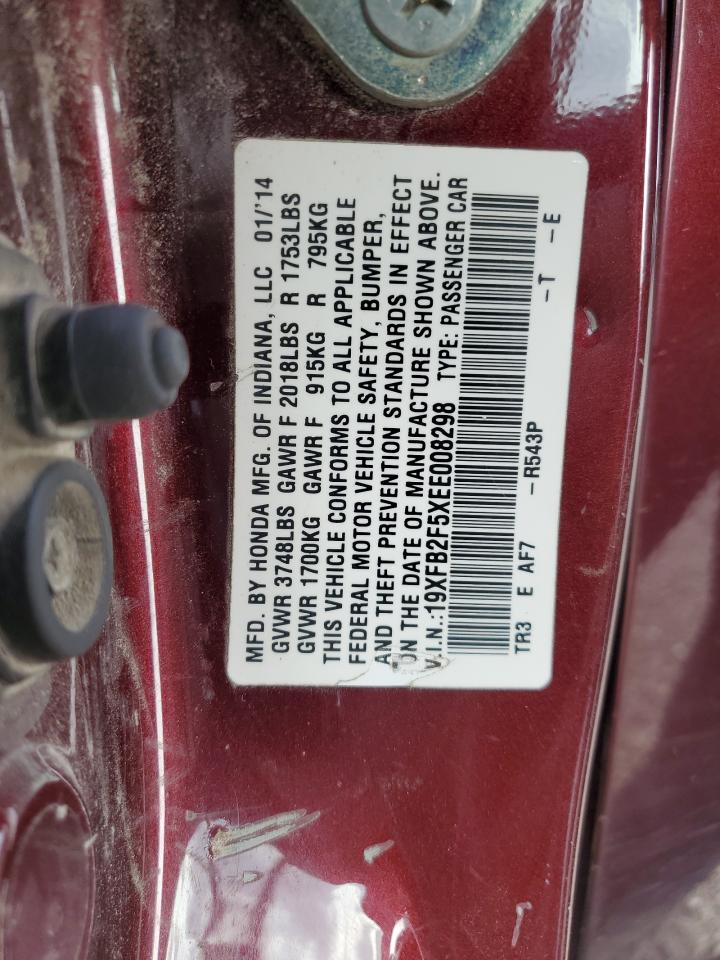 MFD. BY HONDA MFG. OF INDIANA, LLC 01/'14
GVWR 3748LBS GAWR F 2018LBS R 1753LBS
GVWR 1700KG GAWR F 915KG R 795KG
THIS VEHICLE CONFORMS TO ALL APPLICABLE
FEDERAL MOTOR VEHICLE SAFETY, BUMPER,
AND THEFT PREVENTION STANDARDS IN EFFECT
ON THE DATE OF MANUFACTURE SHOWN ABOVE.
V.I.N.:19XFB2F5XEE008298 TYPE: PASSENGER CAR
TR3 E AF7 -R543P -T -E